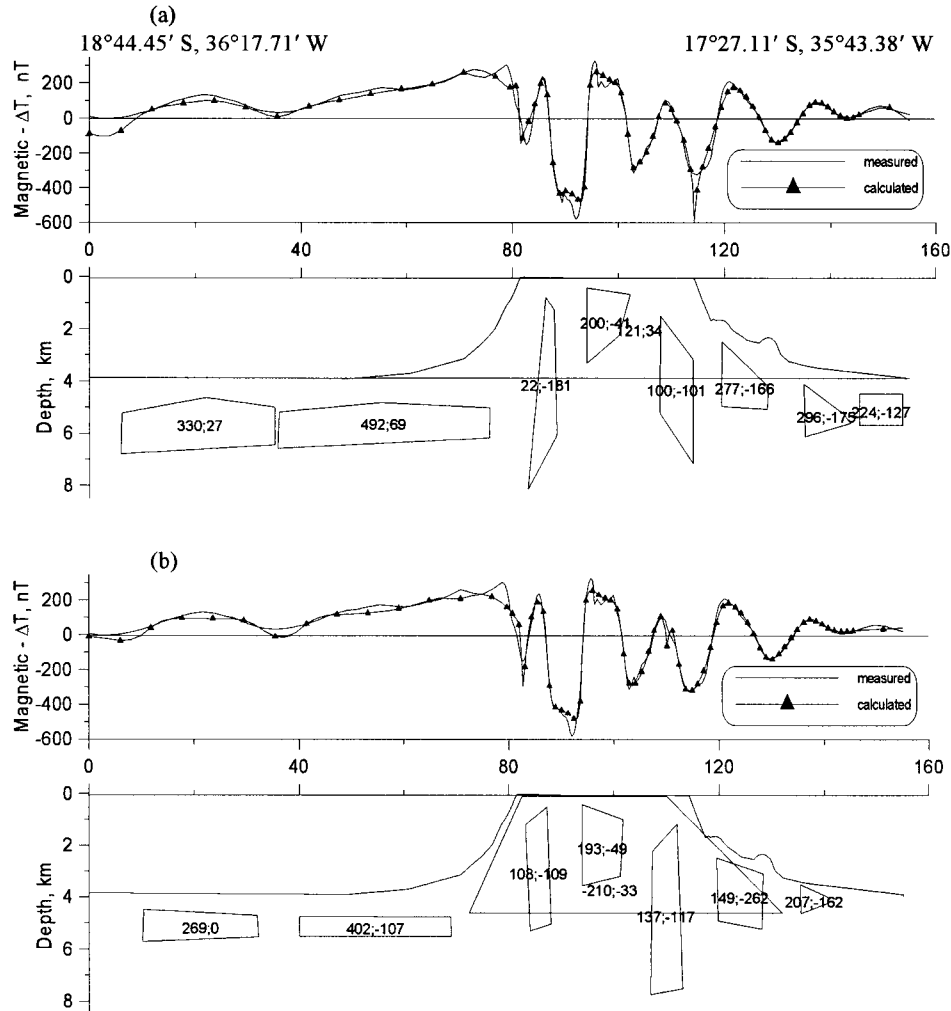 (a)
18°44.45' S, 36°17.71' W
17°27.11' S, 35°43.38' W
Magnetic - ΔT, nT
200
0
-200
-400
-600
measured
calculated
0 40 80 120 160
Depth, km
0
2
4
6
8
200;-41
121;34
22;-181
100;-101
277;-166
330;27
492;69
296;-175
224;-127
(b)
Magnetic - ΔT, nT
200
0
-200
-400
-600
measured
calculated
0 40 80 120 160
Depth, km
0
2
4
6
8
193;-49
108;-109
-210;-33
149;-262
207;-162
137;-117
269;0
402;-107